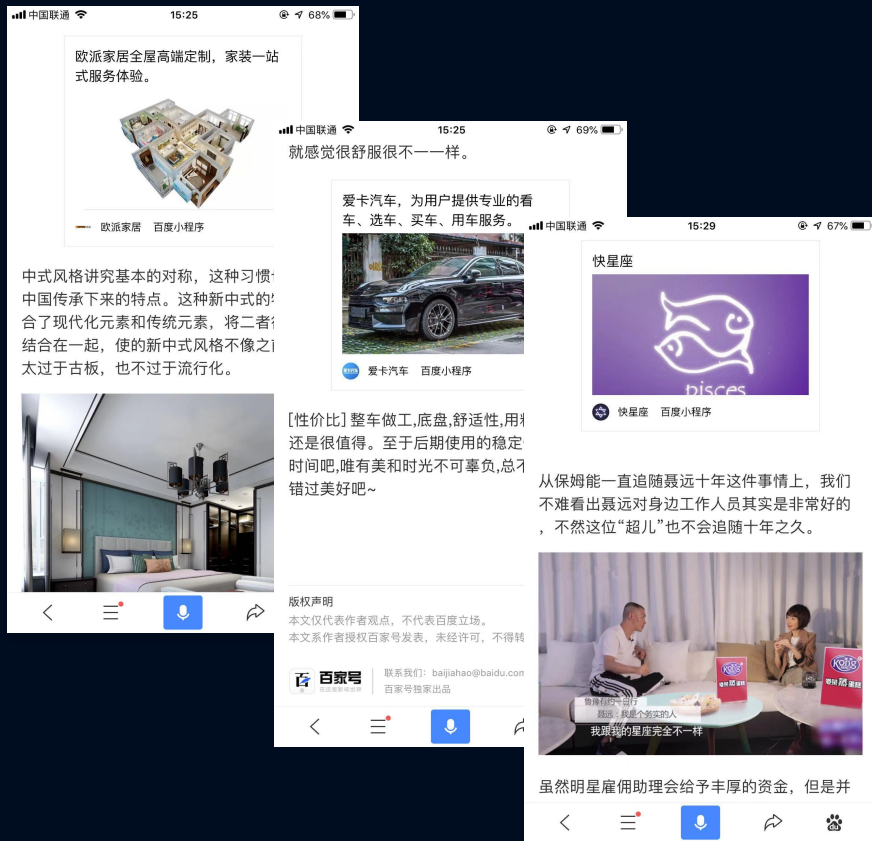 中国联通
15:25
68%
欧派家居全屋高端定制，家装一站
式服务体验。
欧派家居 百度小程序
中式风格讲究基本的对称，这种习惯
中国传承下来的特点。这种新中式的
合了现代化元素和传统元素，将二者
结合在一起，使的新中式风格不像之
太过于古板，也不过于流行化。
中国联通
15:25
69%
就感觉很舒服很不一一样。
爱卡汽车，为用户提供专业的看
车、选车、买车、用车服务。
爱卡汽车 百度小程序
[性价比] 整车做工,底盘,舒适性,用
还是很值得。至于后期使用的稳定
时间吧,唯有美和时光不可辜负,总不
错过美好吧~
版权声明
本文仅代表作者观点，不代表百度立场。
本文系作者授权百家号发表，未经许可，不得转
百家号
联系我们：baijiahao@baidu.com
百家号独家出品
中国联通
15:29
67%
快星座
pisces
快星座 百度小程序
从保姆能一直追随聂远十年这件事情上，我们
不难看出聂远对身边工作人员其实是非常好的
，不然这位“超儿”也不会追随十年之久。
鲁豫有约一日行
聂远：我是个务实的人
我跟我的星座完全不一样
虽然明星雇佣助理会给予丰厚的资金，但是并
du